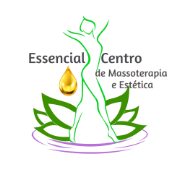 Essencial Centro
de Massoterapia
e Estética